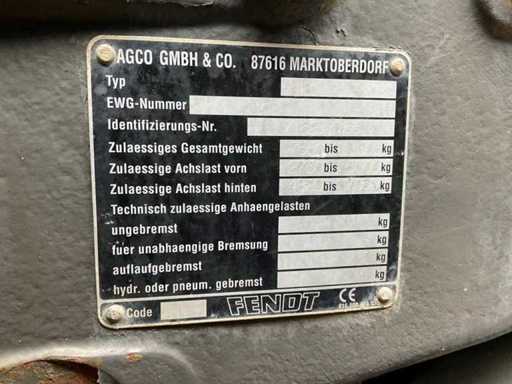 AGCO GMBH & CO. 87616 MARKTOBERDORF
Typ
EWG-Nummer
Identifizierungs-Nr.
Zulaessiges Gesamtgewicht bis kg
Zulaessige Achslast vorn bis kg
Zulaessige Achslast hinten bis kg
Technisch zulaessige Anhaengelasten
ungebremst kg
fuer unabhaengige Bremsung kg
auflaufgebremst kg
hydr. oder pneum. gebremst kg
Code FENDT CE